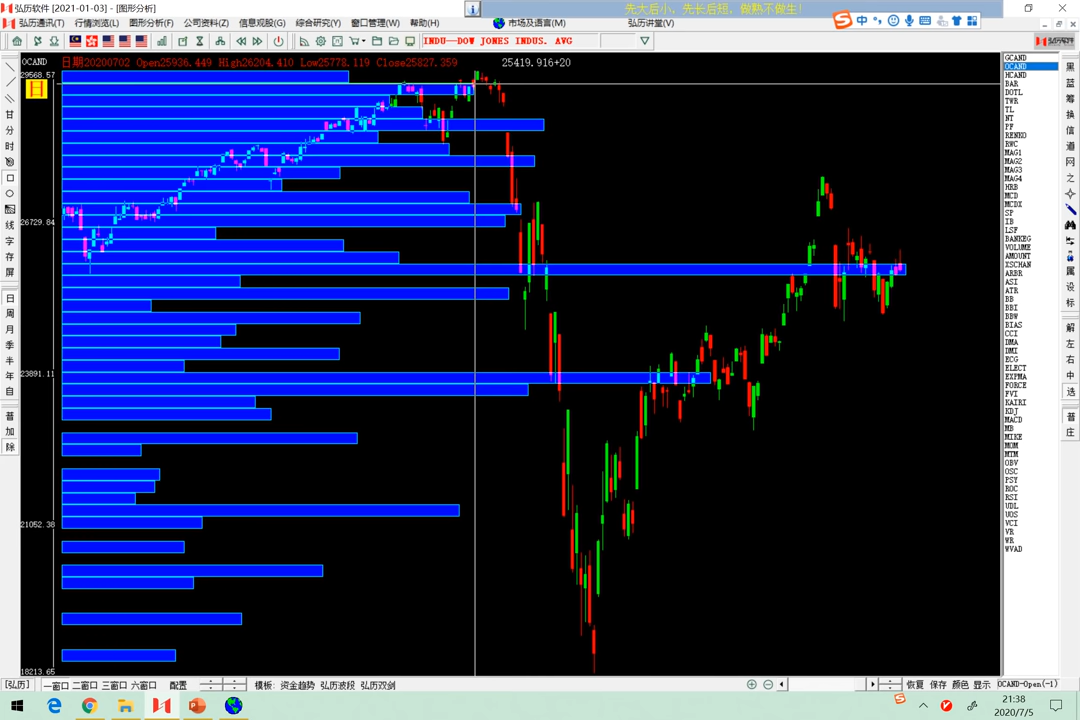 弘历软件 [2021-01-03] - [图形分析]
先大后小，先长后短，做熟不做生！
弘历通讯(T) 行情浏览(L) 图形分析(F) 公司资料(Z) 信息观股(G) 综合研究(Y) 窗口管理(W) 帮助(H) 市场及语言(M) 弘历讲堂(V)
中
INDU--DOW JONES INDUS. AVG
弘历软件
OCAND 日期20200702 Open25936.449 High26204.410 Low25778.119 Close25827.359 25419.916+20
29568.57
日
26729.84
23891.11
21052.38
18213.65
甘
分
时
线
字
存
屏
日
周
月
季
半
年
自
普
加
除
GCAND
OCAND
HCAND
BAR
DOTL
TWR
TL
NT
PF
RENKO
RWC
MAG1
MAG2
MAG3
MAG4
HRB
MCD
MCDX
SP
IB
LSF
BANKEG
VOLUME
AMOUNT
XSCHAN
ARBR
ASI
ATR
BB
BBI
BBW
BIAS
CCI
DMA
DMI
ECG
ELECT
EXPMA
FORCE
FVI
KAIRI
KDJ
MACD
MB
MIKE
MOM
MTM
OBV
OSC
PSY
ROC
RSI
UDL
UOS
VCI
VR
WR
WVAD
黑
蓝
筹
换
信
道
网
之
属
设
标
解
左
右
中
选
普
庄
[弘历] 一窗口 二窗口 三窗口 六窗口 配置 模板: 资金趋势 弘历波段 弘历双剑 恢复 保存 颜色 显示 OCAND-Open(-1)
21:38
2020/7/5